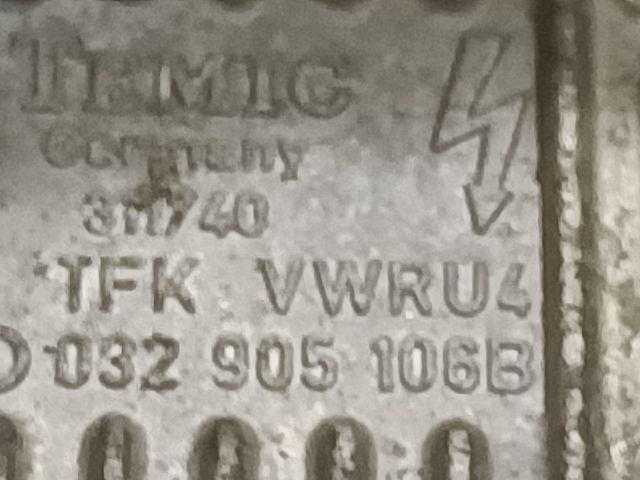 TEMIC
Germany
TFK VWRU4
032 905 106B